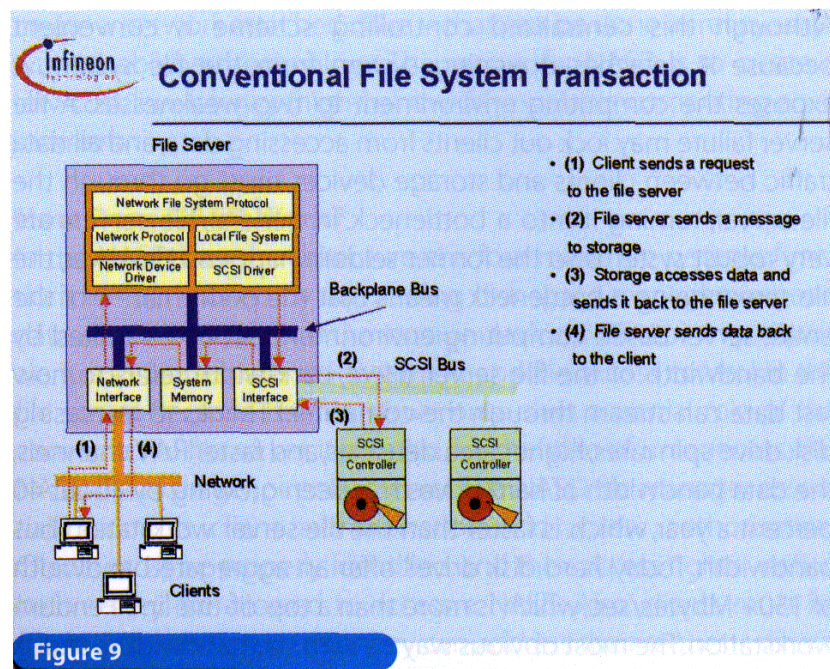 Infineon
technologies
Conventional File System Transaction
File Server
Network File System Protocol
Network Protocol
Local File System
Network Device
Driver
SCSI Driver
Backplane Bus
Network
Interface
System
Memory
SCSI
Interface
(2)
SCSI Bus
(3)
(1)
(4)
SCSI
Controller
SCSI
Controller
Network
Clients
• (1) Client sends a request
to the file server
• (2) File server sends a message
to storage
• (3) Storage accesses data and
sends it back to the file server
• (4) File server sends data back
to the client
Figure 9